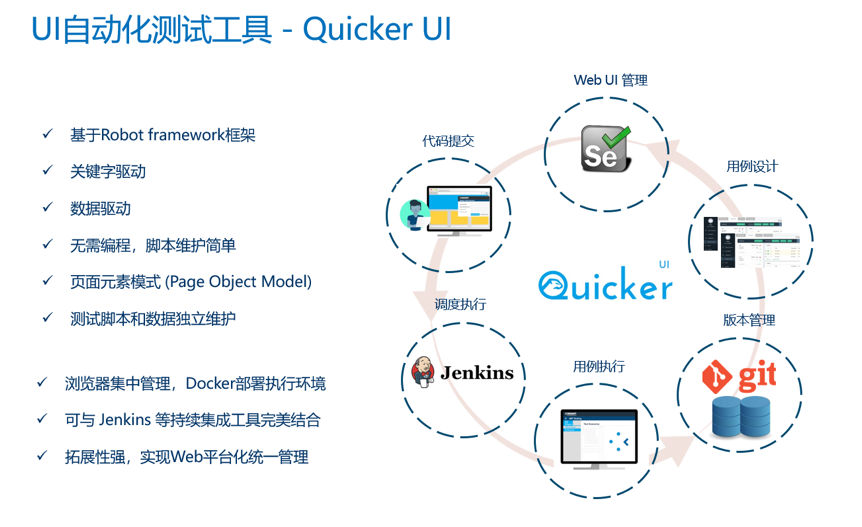 UI自动化测试工具 - Quicker UI
✓ 基于Robot framework框架
✓ 关键字驱动
✓ 数据驱动
✓ 无需编程，脚本维护简单
✓ 页面元素模式 (Page Object Model)
✓ 测试脚本和数据独立维护
✓ 浏览器集中管理，Docker部署执行环境
✓ 可与 Jenkins 等持续集成工具完美结合
✓ 拓展性强，实现Web平台化统一管理
Web UI 管理
Se
代码提交
用例设计
UI
Quicker
调度执行
Jenkins
版本管理
git
用例执行